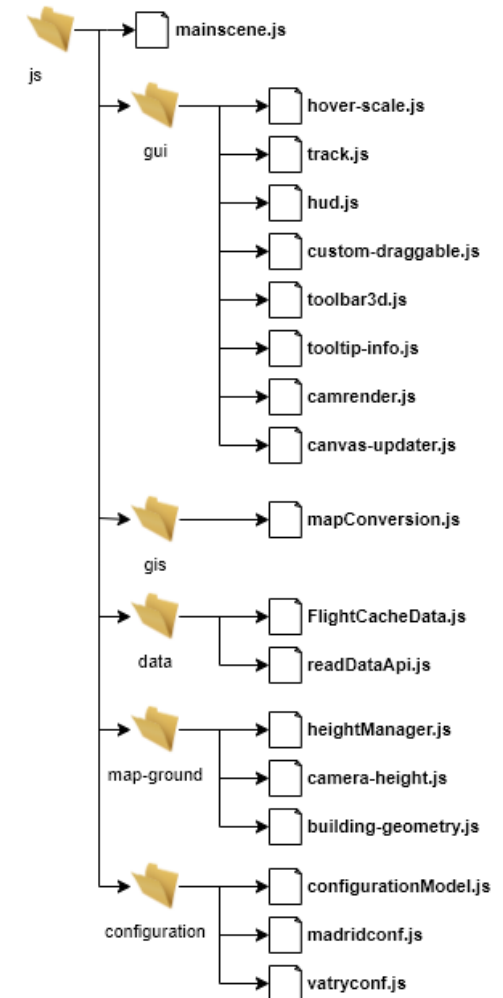 mainscene.js
js
hover-scale.js
gui
track.js
hud.js
custom-draggable.js
toolbar3d.js
tooltip-info.js
camrender.js
canvas-updater.js
mapConversion.js
gis
FlightCacheData.js
data
readDataApi.js
heightManager.js
map-ground
camera-height.js
building-geometry.js
configurationModel.js
configuration
madridconf.js
vatryconf.js